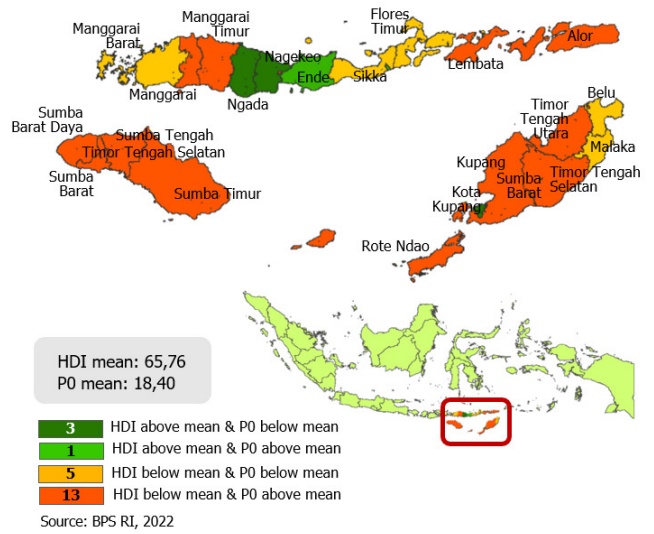 Manggarai
Barat
Manggarai
Timur
Flores
Timur
Nagekeo
Ende
Sikka
Alor
Lembata
Manggarai
Ngada
Belu
Sumba
Barat Daya
Sumba Tengah
Timor Tengah Selatan
Sumba
Barat
Sumba Timur
Timor
Tengah
Utara
Malaka
Kupang
Sumba
Barat
Timor Tengah
Selatan
Kota
Kupang
Rote Ndao
HDI mean: 65,76
P0 mean: 18,40
3 HDI above mean & P0 below mean
1 HDI above mean & P0 above mean
5 HDI below mean & P0 below mean
13 HDI below mean & P0 above mean
Source: BPS RI, 2022